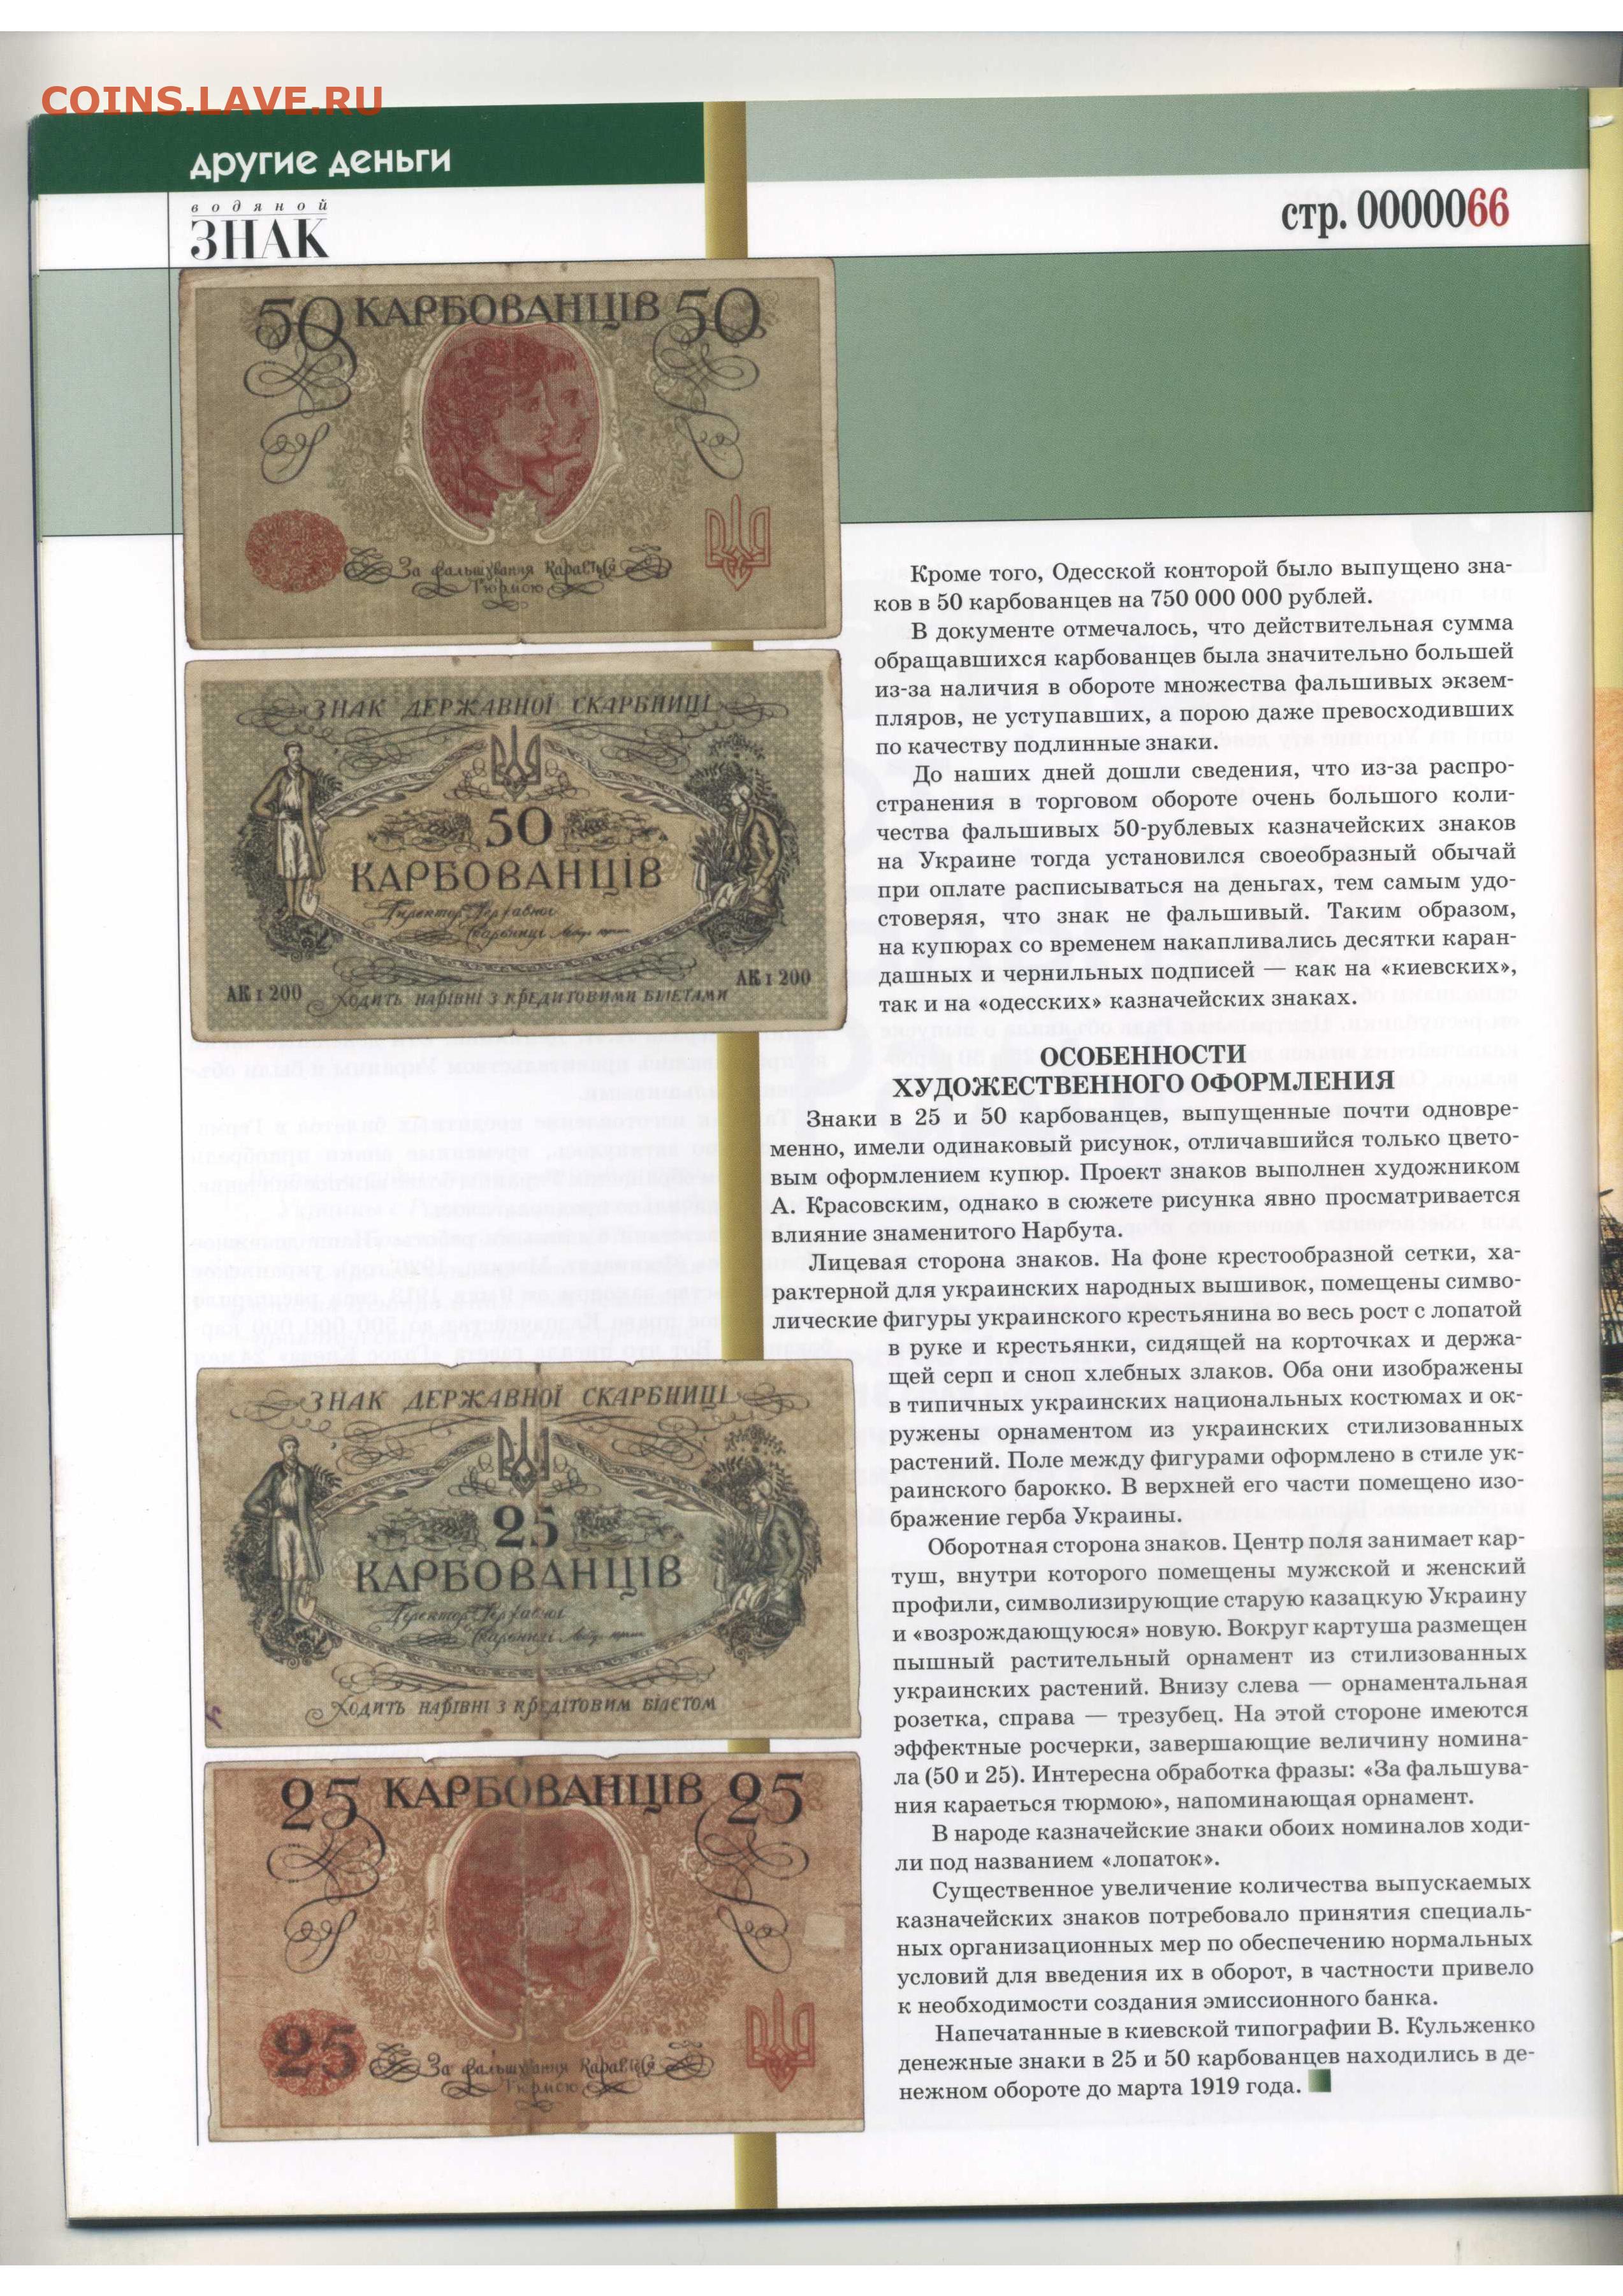 COINS.LAVE.RU
другие деньги
водяной
ЗНАК
стр. 0000066
50 КАРБОВАНЦІВ 50
За фальшування карається
тюрмою
ЗНАК ДЕРЖАВНОЇ СКАРБНИЦІ
50
КАРБОВАНЦІВ
Директор Державної
Скарбниці
АК І 200
АК І 200
ХОДИТЬ НАРІВНІ З КРЕДИТОВИМИ БІЛЕТАМИ
Кроме того, Одесской конторой было выпущено зна-
ков в 50 карбованцев на 750 000 000 рублей.
В документе отмечалось, что действительная сумма
обращавшихся карбованцев была значительно большей
из-за наличия в обороте множества фальшивых экзем-
пляров, не уступавших, а порою даже превосходивших
по качеству подлинные знаки.
До наших дней дошли сведения, что из-за распро-
странения в торговом обороте очень большого коли-
чества фальшивых 50-рублевых казначейских знаков
на Украине тогда установился своеобразный обычай
при оплате расписываться на деньгах, тем самым удо-
стоверяя, что знак не фальшивый. Таким образом,
на купюрах со временем накапливались десятки каран-
дашных и чернильных подписей — как на «киевских»,
так и на «одесских» казначейских знаках.
ОСОБЕННОСТИ
ХУДОЖЕСТВЕННОГО ОФОРМЛЕНИЯ
Знаки в 25 и 50 карбованцев, выпущенные почти одновре-
менно, имели одинаковый рисунок, отличавшийся только цвето-
вым оформлением купюр. Проект знаков выполнен художником
А. Красовским, однако в сюжете рисунка явно просматривается
влияние знаменитого Нарбута.
Лицевая сторона знаков. На фоне крестообразной сетки, ха-
рактерной для украинских народных вышивок, помещены симво-
лические фигуры украинского крестьянина во весь рост с лопатой
в руке и крестьянки, сидящей на корточках и держа-
щей серп и сноп хлебных злаков. Оба они изображены
в типичных украинских национальных костюмах и ок-
ружены орнаментом из украинских стилизованных
растений. Поле между фигурами оформлено в стиле ук-
раинского барокко. В верхней его части помещено изо-
бражение герба Украины.
Оборотная сторона знаков. Центр поля занимает кар-
туш, внутри которого помещены мужской и женский
профили, символизирующие старую казацкую Украину
и «возрождающуюся» новую. Вокруг картуша размещен
пышный растительный орнамент из стилизованных
украинских растений. Внизу слева — орнаментальная
розетка, справа — трезубец. На этой стороне имеются
эффектные росчерки, завершающие величину номина-
ла (50 и 25). Интересна обработка фразы: «За фальшува-
ния караеться тюрмою», напоминающая орнамент.
В народе казначейские знаки обоих номиналов ходи-
ли под названием «лопаток».
Существенное увеличение количества выпускаемых
казначейских знаков потребовало принятия специаль-
ных организационных мер по обеспечению нормальных
условий для введения их в оборот, в частности привело
к необходимости создания эмиссионного банка.
Напечатанные в киевской типографии В. Кульженко
денежные знаки в 25 и 50 карбованцев находились в де-
нежном обороте до марта 1919 года.
ЗНАК ДЕРЖАВНОЇ СКАРБНИЦІ
25
КАРБОВАНЦІВ
Директор Державної
Скарбниці
ХОДИТЬ НАРІВНІ З КРЕДІТОВИМ БІЛЄТОМ
25 КАРБОВАНЦІВ 25
25
За фальшування карається
тюрмою